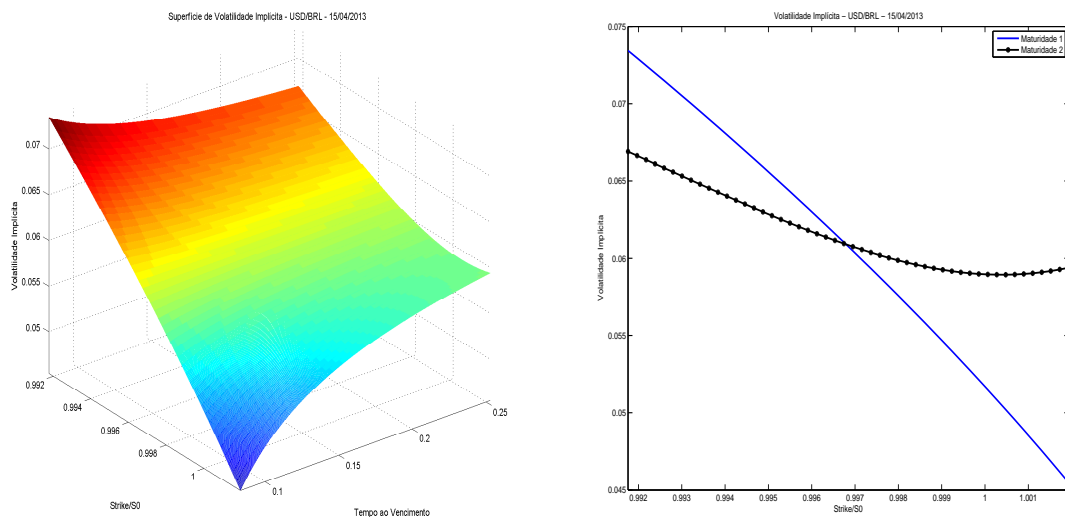 Superfície de Volatilidade Implícita - USD/BRL - 15/04/2013
0.07
0.065
0.06
0.055
0.05
Volatilidade Implícita
0.992
0.994
0.996
0.998
1
Strike/S0
0.1
0.15
0.2
0.25
Tempo ao Vencimento
Volatilidade Implícita – USD/BRL – 15/04/2013
Maturidade 1
Maturidade 2
0.075
0.07
0.065
0.06
0.055
0.05
0.045
Volatilidade Implícita
0.992 0.993 0.994 0.995 0.996 0.997 0.998 0.999 1 1.001
Strike/S0